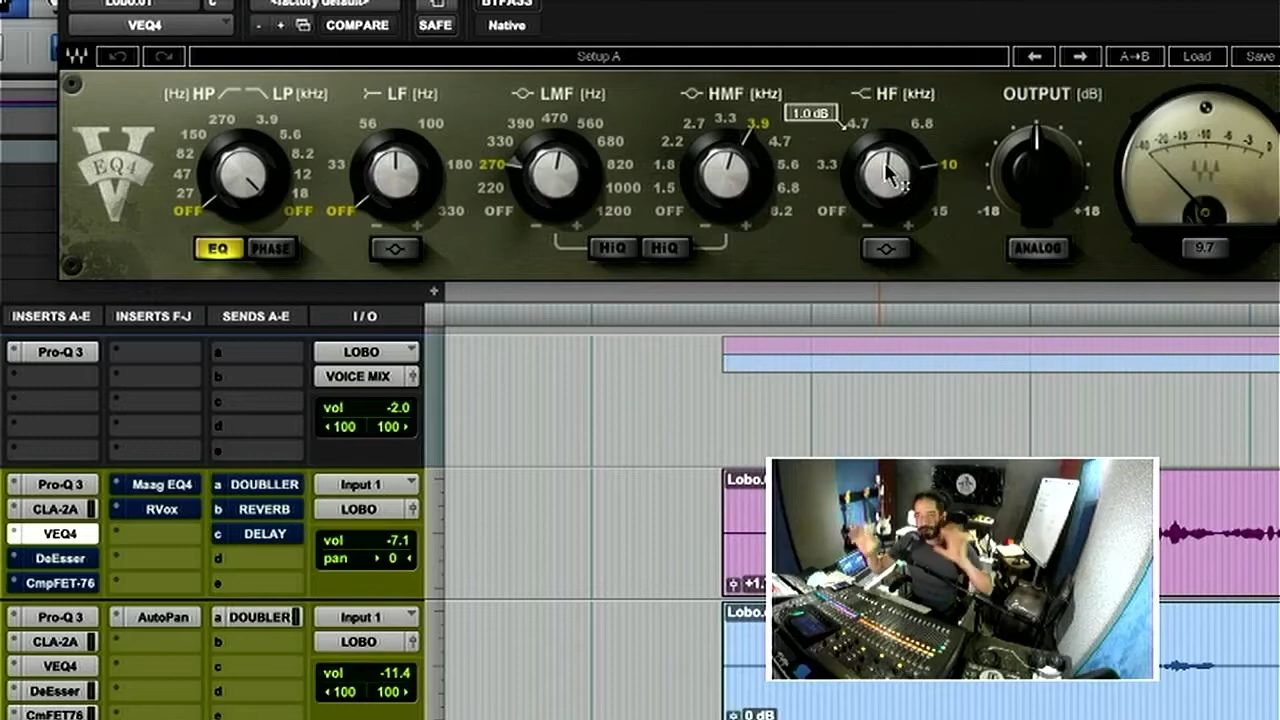 Lobo.01 c <factory default> BYPASS
VEQ4 - + COMPARE SAFE Native
Setup A A→B Load Save
[Hz] HP LP [kHz] LF [Hz] LMF [Hz] HMF [kHz] HF [kHz] OUTPUT [dB]
270 3.9 150 5.6 82 8.2 47 12 27 18 OFF OFF
56 100 33 180 OFF 330 - +
390 470 560 330 680 270 820 220 1000 OFF 1200 - +
2.7 3.3 3.9 2.2 4.7 1.8 5.6 1.5 6.8 OFF 8.2 - +
1.0 dB 4.7 6.8 3.3 10 OFF 15 - +
-18 +18
-40 -20 -15 -10 -6 -3 0
V EQ4
EQ PHASE HiQ HiQ ANALOG 9.7
INSERTS A-E INSERTS F-J SENDS A-E I / O
Pro-Q 3 a LOBO
b VOICE MIX
c vol -2.0
d 100 100
e
Pro-Q 3 Maag EQ4 a DOUBLLER Input 1 Lobo.
CLA-2A RVox b REVERB LOBO
VEQ4 c DELAY vol -7.1
DeEsser d pan 0
CmpFET-76 e +1.
Pro-Q 3 AutoPan a DOUBLER Input 1 Lobo.
CLA-2A b LOBO
VEQ4 c vol -11.4
DeEsser d 100 100
CmFET76 e 0 dB